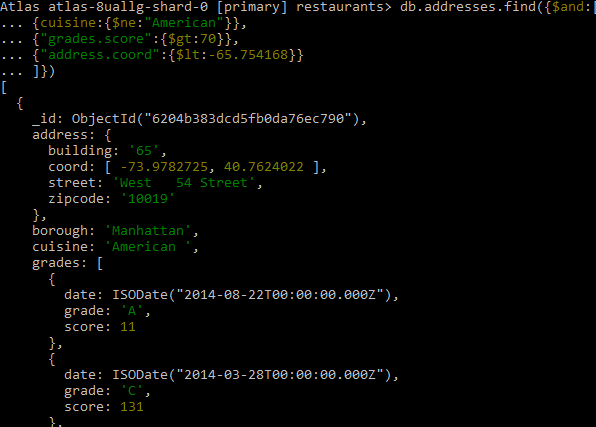 Atlas atlas-8uallg-shard-0 [primary] restaurants> db.addresses.find({$and:[
... {cuisine:{$ne:"American"}},
... {"grades.score":{$gt:70}},
... {"address.coord":{$lt:-65.754168}}
... ]})
[
  {
    _id: ObjectId("6204b383dcd5fb0da76ec790"),
    address: {
      building: '65',
      coord: [ -73.9782725, 40.7624022 ],
      street: 'West   54 Street',
      zipcode: '10019'
    },
    borough: 'Manhattan',
    cuisine: 'American ',
    grades: [
      {
        date: ISODate("2014-08-22T00:00:00.000Z"),
        grade: 'A',
        score: 11
      },
      {
        date: ISODate("2014-03-28T00:00:00.000Z"),
        grade: 'C',
        score: 131
      },